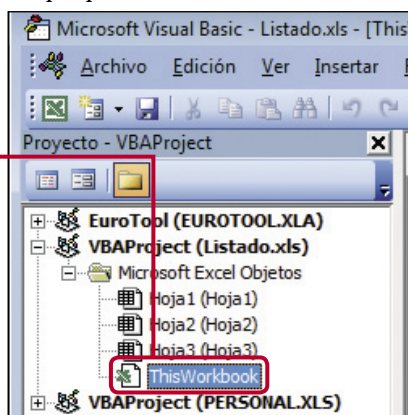 Microsoft Visual Basic - Listado.xls - [This
Archivo Edición Ver Insertar
Proyecto - VBAProject
EuroTool (EUROTOOL.XLA)
VBAProject (Listado.xls)
Microsoft Excel Objetos
Hoja1 (Hoja1)
Hoja2 (Hoja2)
Hoja3 (Hoja3)
ThisWorkbook
VBAProject (PERSONAL.XLS)